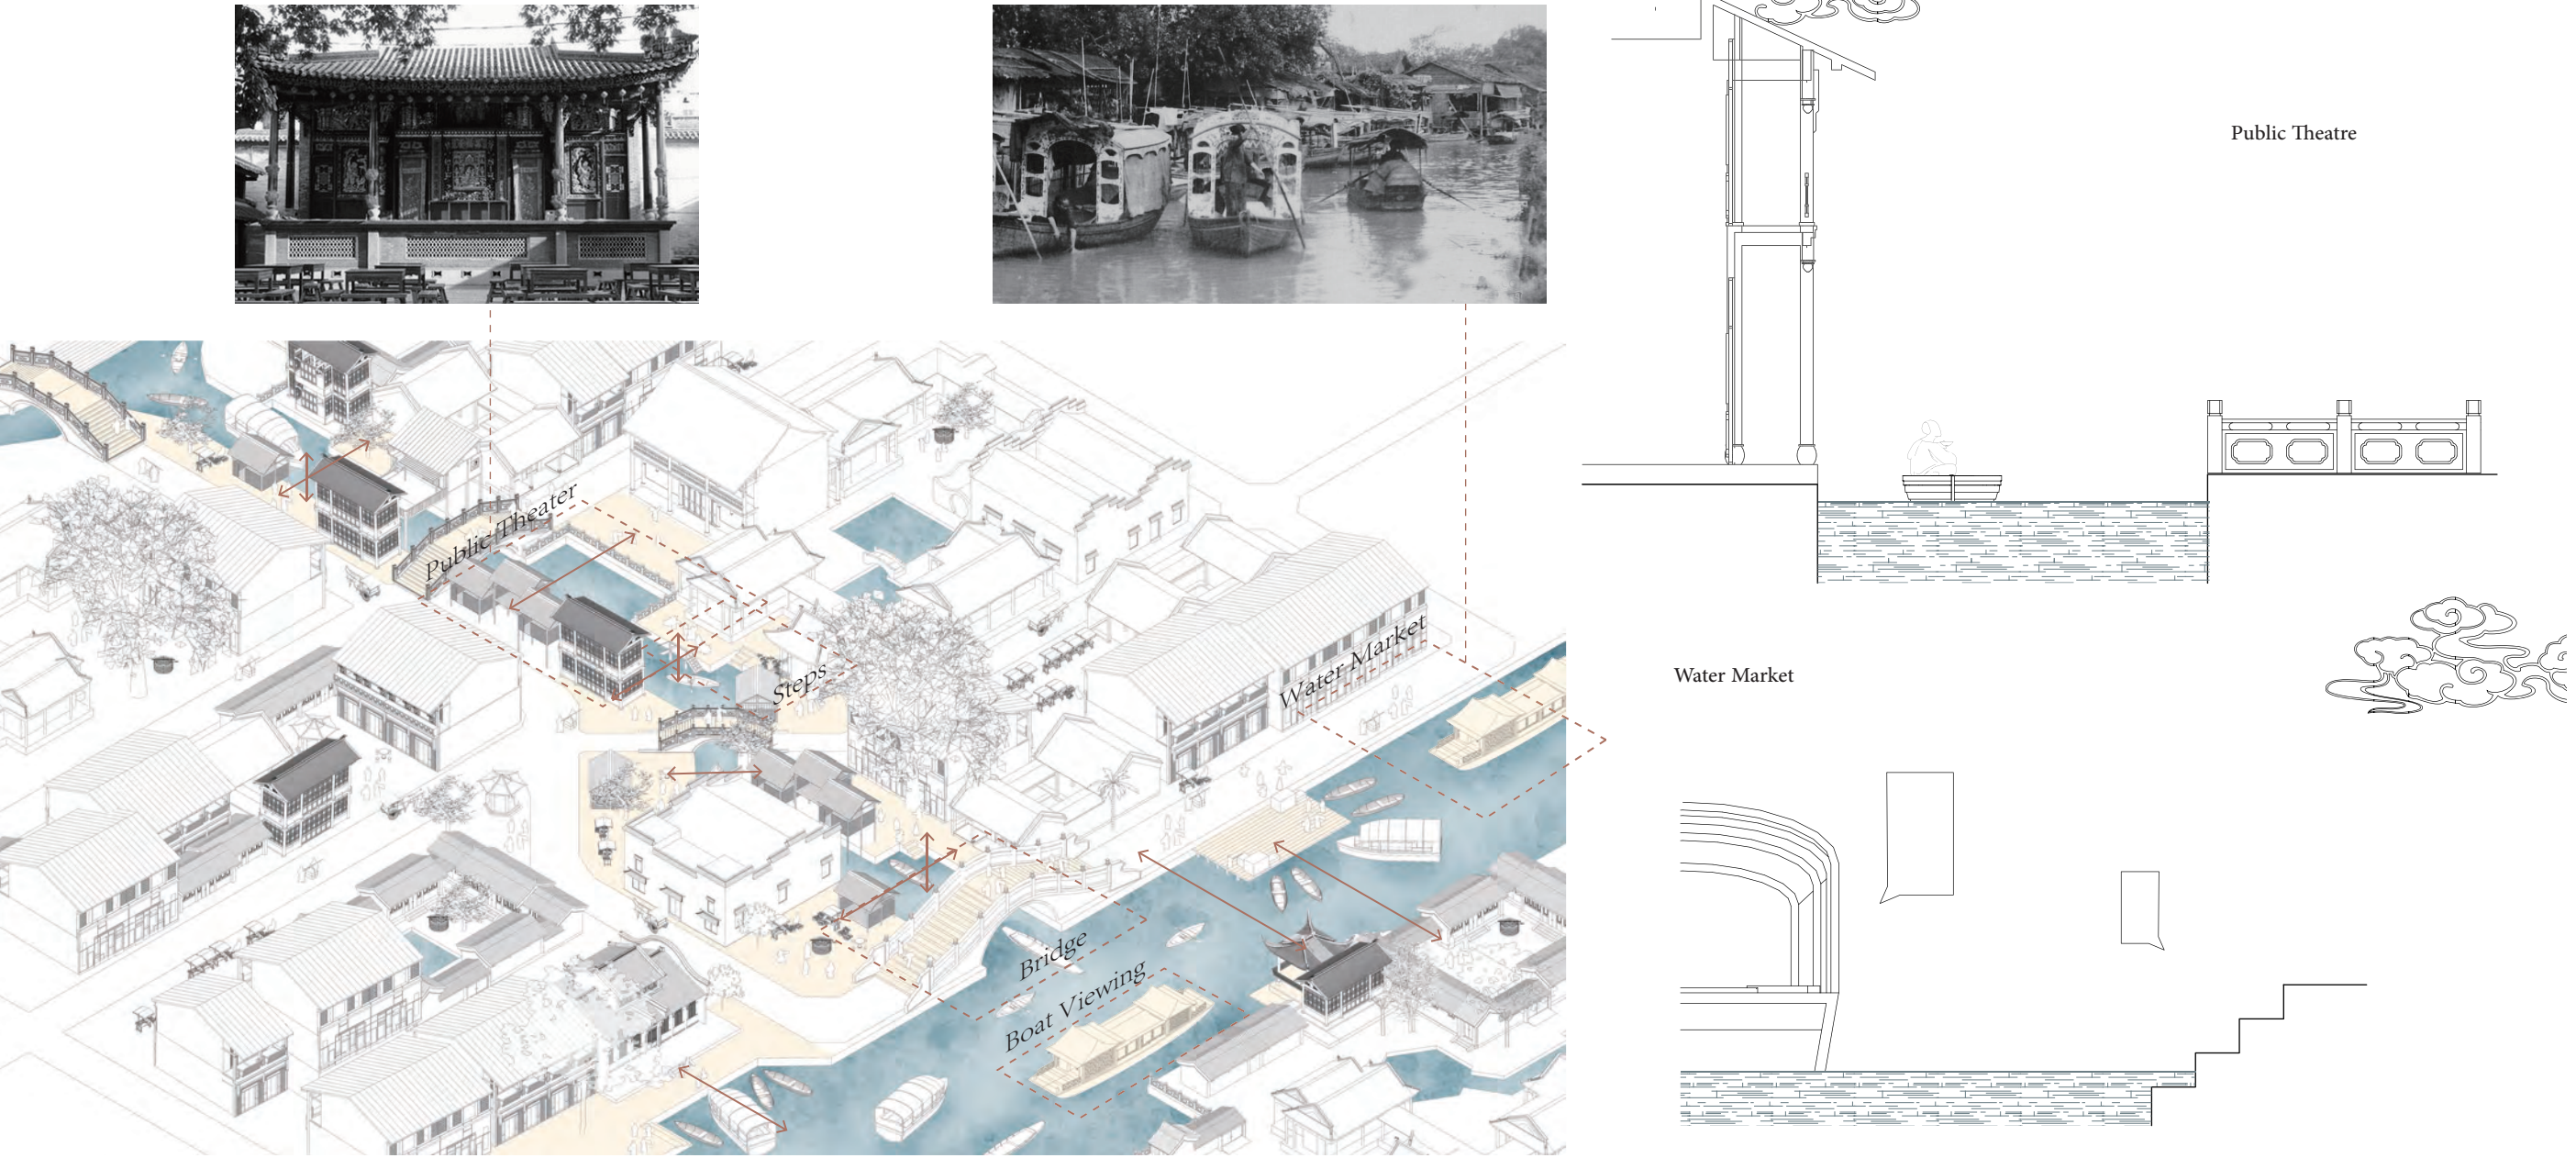 Public Theatre
Public Theater
Steps
Water Market
Water Market
Bridge
Boat Viewing